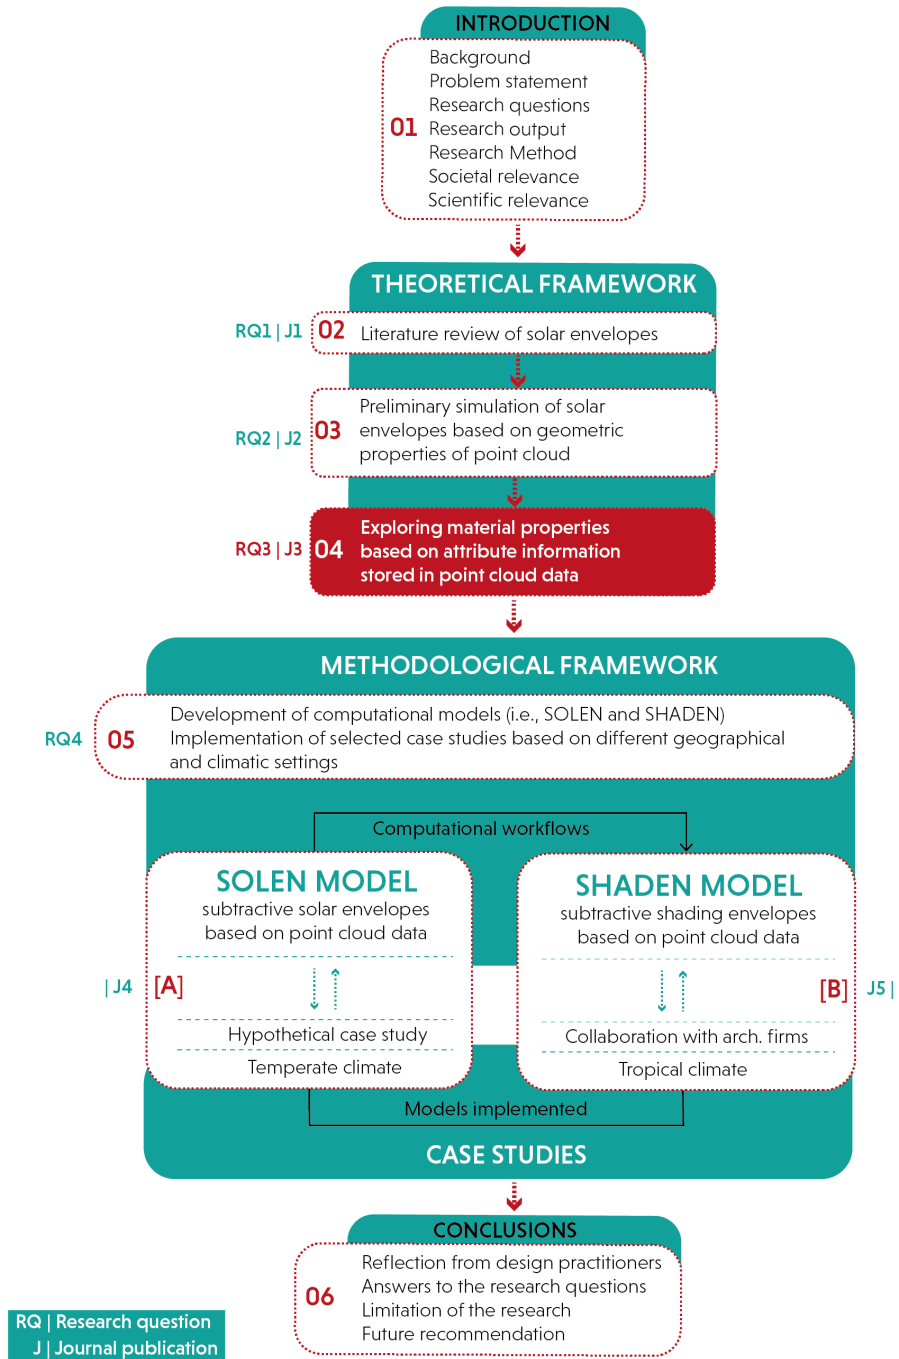 INTRODUCTION
Background
Problem statement
Research questions
01
Research output
Research Method
Societal relevance
Scientific relevance
THEORETICAL FRAMEWORK
RQ1 | J1
02
Literature review of solar envelopes
RQ2 | J2
03
Preliminary simulation of solar
envelopes based on geometric
properties of point cloud
RQ3 | J3
04
Exploring material properties
based on attribute information
stored in point cloud data
METHODOLOGICAL FRAMEWORK
RQ4
05
Development of computational models (i.e., SOLEN and SHADEN)
Implementation of selected case studies based on different geographical
and climatic settings
Computational workflows
SOLEN MODEL
subtractive solar envelopes
based on point cloud data
| J4
[A]
Hypothetical case study
Temperate climate
SHADEN MODEL
subtractive shading envelopes
based on point cloud data
[B]
J5 |
Collaboration with arch. firms
Tropical climate
Models implemented
CASE STUDIES
CONCLUSIONS
06
Reflection from design practitioners
Answers to the research questions
Limitation of the research
Future recommendation
RQ | Research question
J | Journal publication